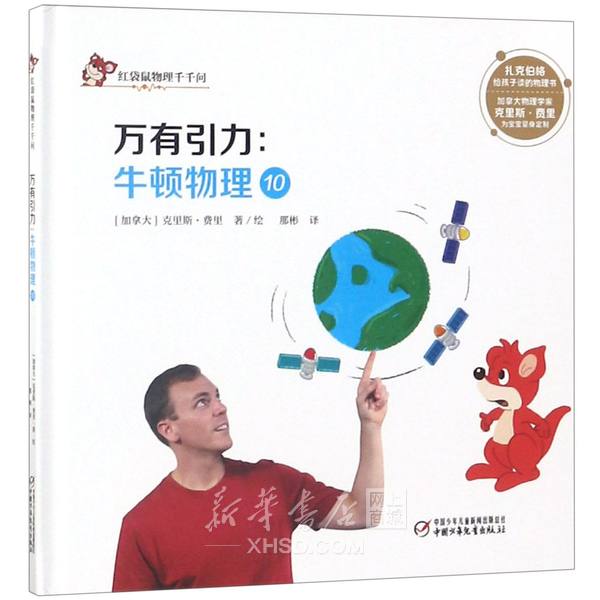 红袋鼠物理千千问
万有引力:
牛顿物理 10
[加拿大] 克里斯·费里 著/绘 那彬 译
扎克伯格
给孩子读的物理书
加拿大物理学家
克里斯·费里
为宝宝量身定制
红袋鼠物理千千问
万有引力:牛顿物理 10
新华书店
网上
商城
XHSD.COM
中国少年儿童新闻出版总社
中国少年儿童出版社